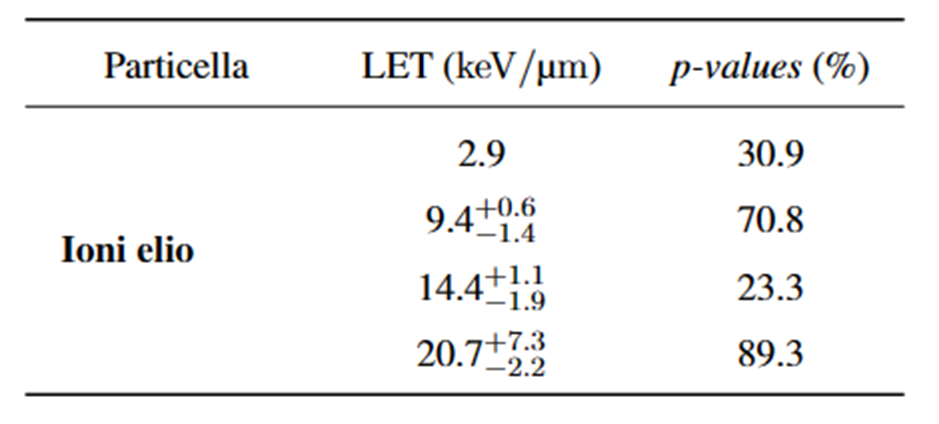 Particella LET (keV/µm) p-values (%)
2.9 30.9
9.4+0.6−1.4 70.8
Ioni elio
14.4+1.1−1.9 23.3
20.7+7.3−2.2 89.3